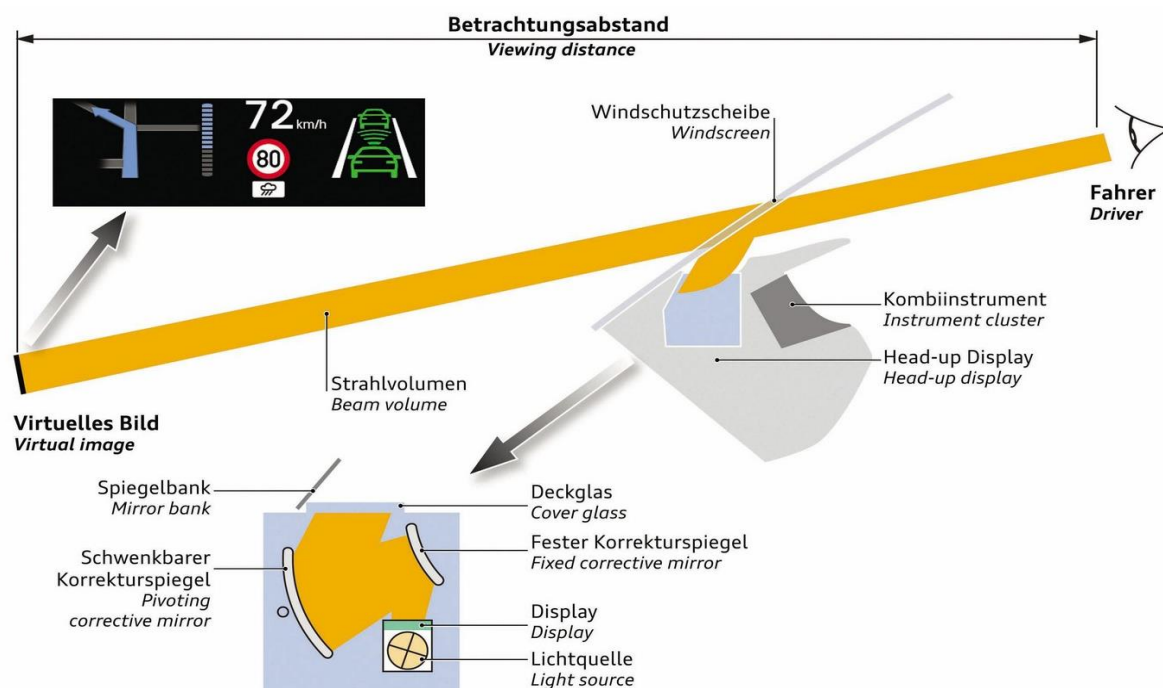 Betrachtungsabstand
Viewing distance
72 km/h
80
Windschutzscheibe
Windscreen
Fahrer
Driver
Kombiinstrument
Instrument cluster
Head-up Display
Head-up display
Strahlvolumen
Beam volume
Virtuelles Bild
Virtual image
Spiegelbank
Mirror bank
Schwenkbarer
Korrekturspiegel
Pivoting
corrective mirror
Deckglas
Cover glass
Fester Korrekturspiegel
Fixed corrective mirror
Display
Display
Lichtquelle
Light source